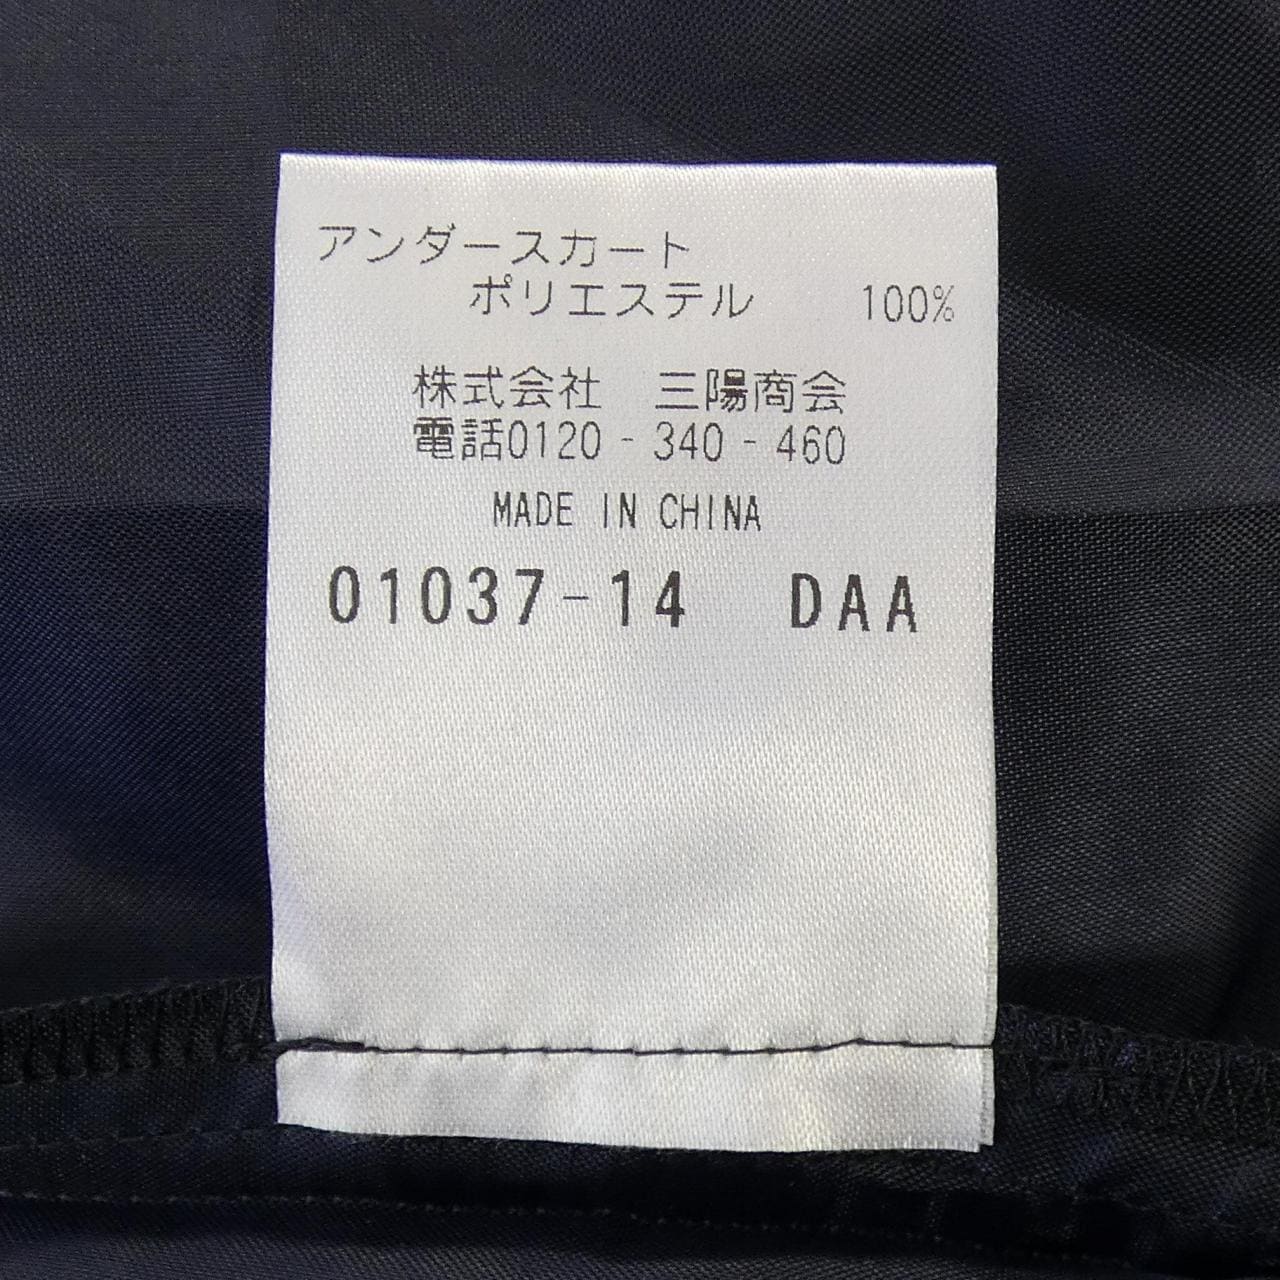 アンダースカート
ポリエステル 100%
株式会社 三陽商会
電話0120-340-460
MADE IN CHINA
01037-14 DAA